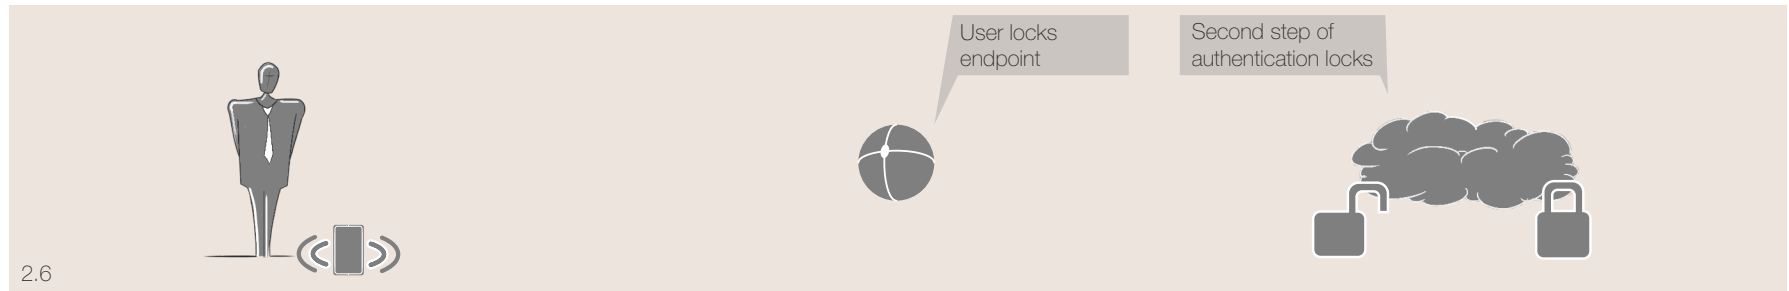 User locks
endpoint
Second step of
authentication locks
2.6